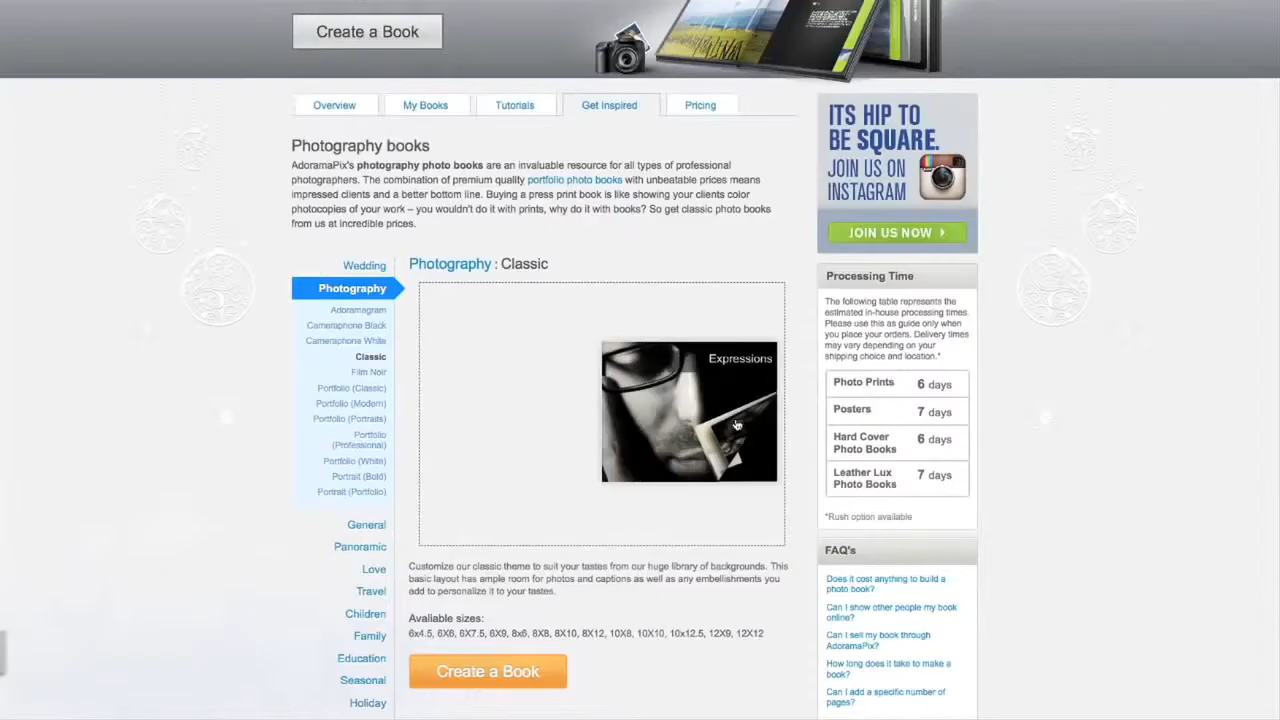 Create a Book
Overview
My Books
Tutorials
Get Inspired
Pricing
Photography books
AdoramaPix's photography photo books are an invaluable resource for all types of professional
photographers. The combination of premium quality portfolio photo books with unbeatable prices means
impressed clients and a better bottom line. Buying a press print book is like showing your clients color
photocopies of your work – you wouldn't do it with prints, why do it with books? So get classic photo books
from us at incredible prices.
Wedding
Photography
Adoramagram
Cameraphone Black
Cameraphone White
Classic
Film Noir
Portfolio (Classic)
Portfolio (Modern)
Portfolio (Portraits)
Portfolio
(Professional)
Portfolio (White)
Portrait (Bold)
Portrait (Portfolio)
General
Panoramic
Love
Travel
Children
Family
Education
Seasonal
Holiday
Photography : Classic
Expressions
Customize our classic theme to suit your tastes from our huge library of backgrounds. This
basic layout has ample room for photos and captions as well as any embellishments you
add to personalize it to your tastes.
Available sizes:
6x4.5, 6X6, 6X7.5, 6X9, 8x6, 8X8, 8X10, 8X12, 10X8, 10X10, 10x12.5, 12X9, 12X12
Create a Book
ITS HIP TO
BE SQUARE.
JOIN US ON
INSTAGRAM
JOIN US NOW
Processing Time
The following table represents the
estimated in-house processing times.
Please use this as guide only when
you place your orders. Delivery times
may vary depending on your
shipping choice and location.*
Photo Prints 6 days
Posters 7 days
Hard Cover
Photo Books 6 days
Leather Lux
Photo Books 7 days
*Rush option available
FAQ's
Does it cost anything to build a
photo book?
Can I show other people my book
online?
Can I sell my book through
AdoramaPix?
How long does it take to make a
book?
Can I add a specific number of
pages?